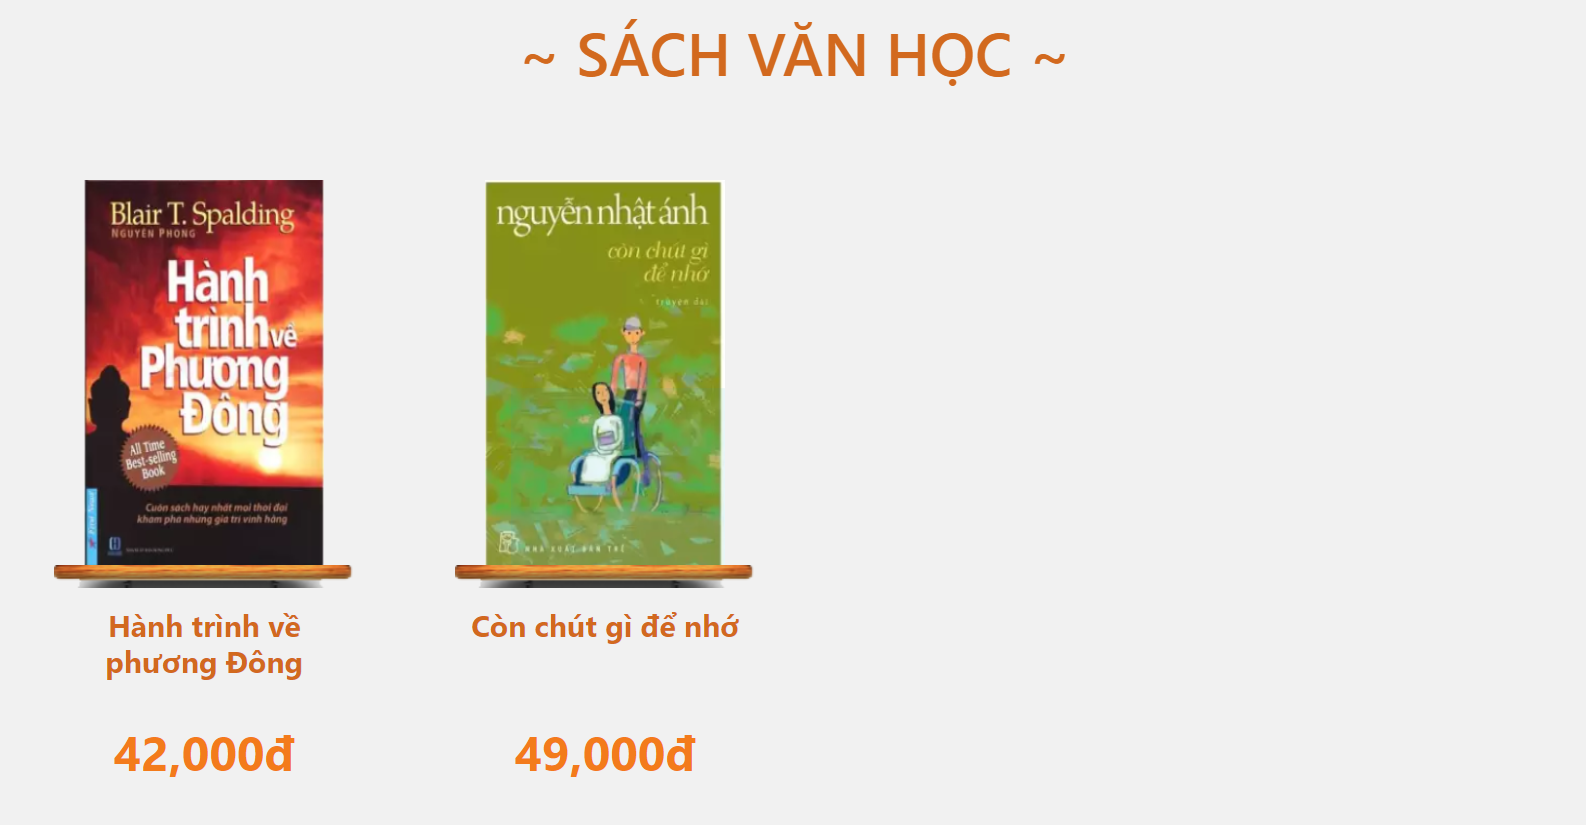 ~ SÁCH VĂN HỌC ~
Blair T. Spalding
NGUYÊN PHONG
Hành
trình về
Phương
Đông
All Time
Best-selling
Book
Cuốn sách hay nhất mọi thời đại
khám phá những giá trị vĩnh hằng
First News
nguyễn nhật ánh
còn chút gì
để nhớ
truyện dài
NHÀ XUẤT BẢN TRẺ
Hành trình về
phương Đông
Còn chút gì để nhớ
42,000đ
49,000đ